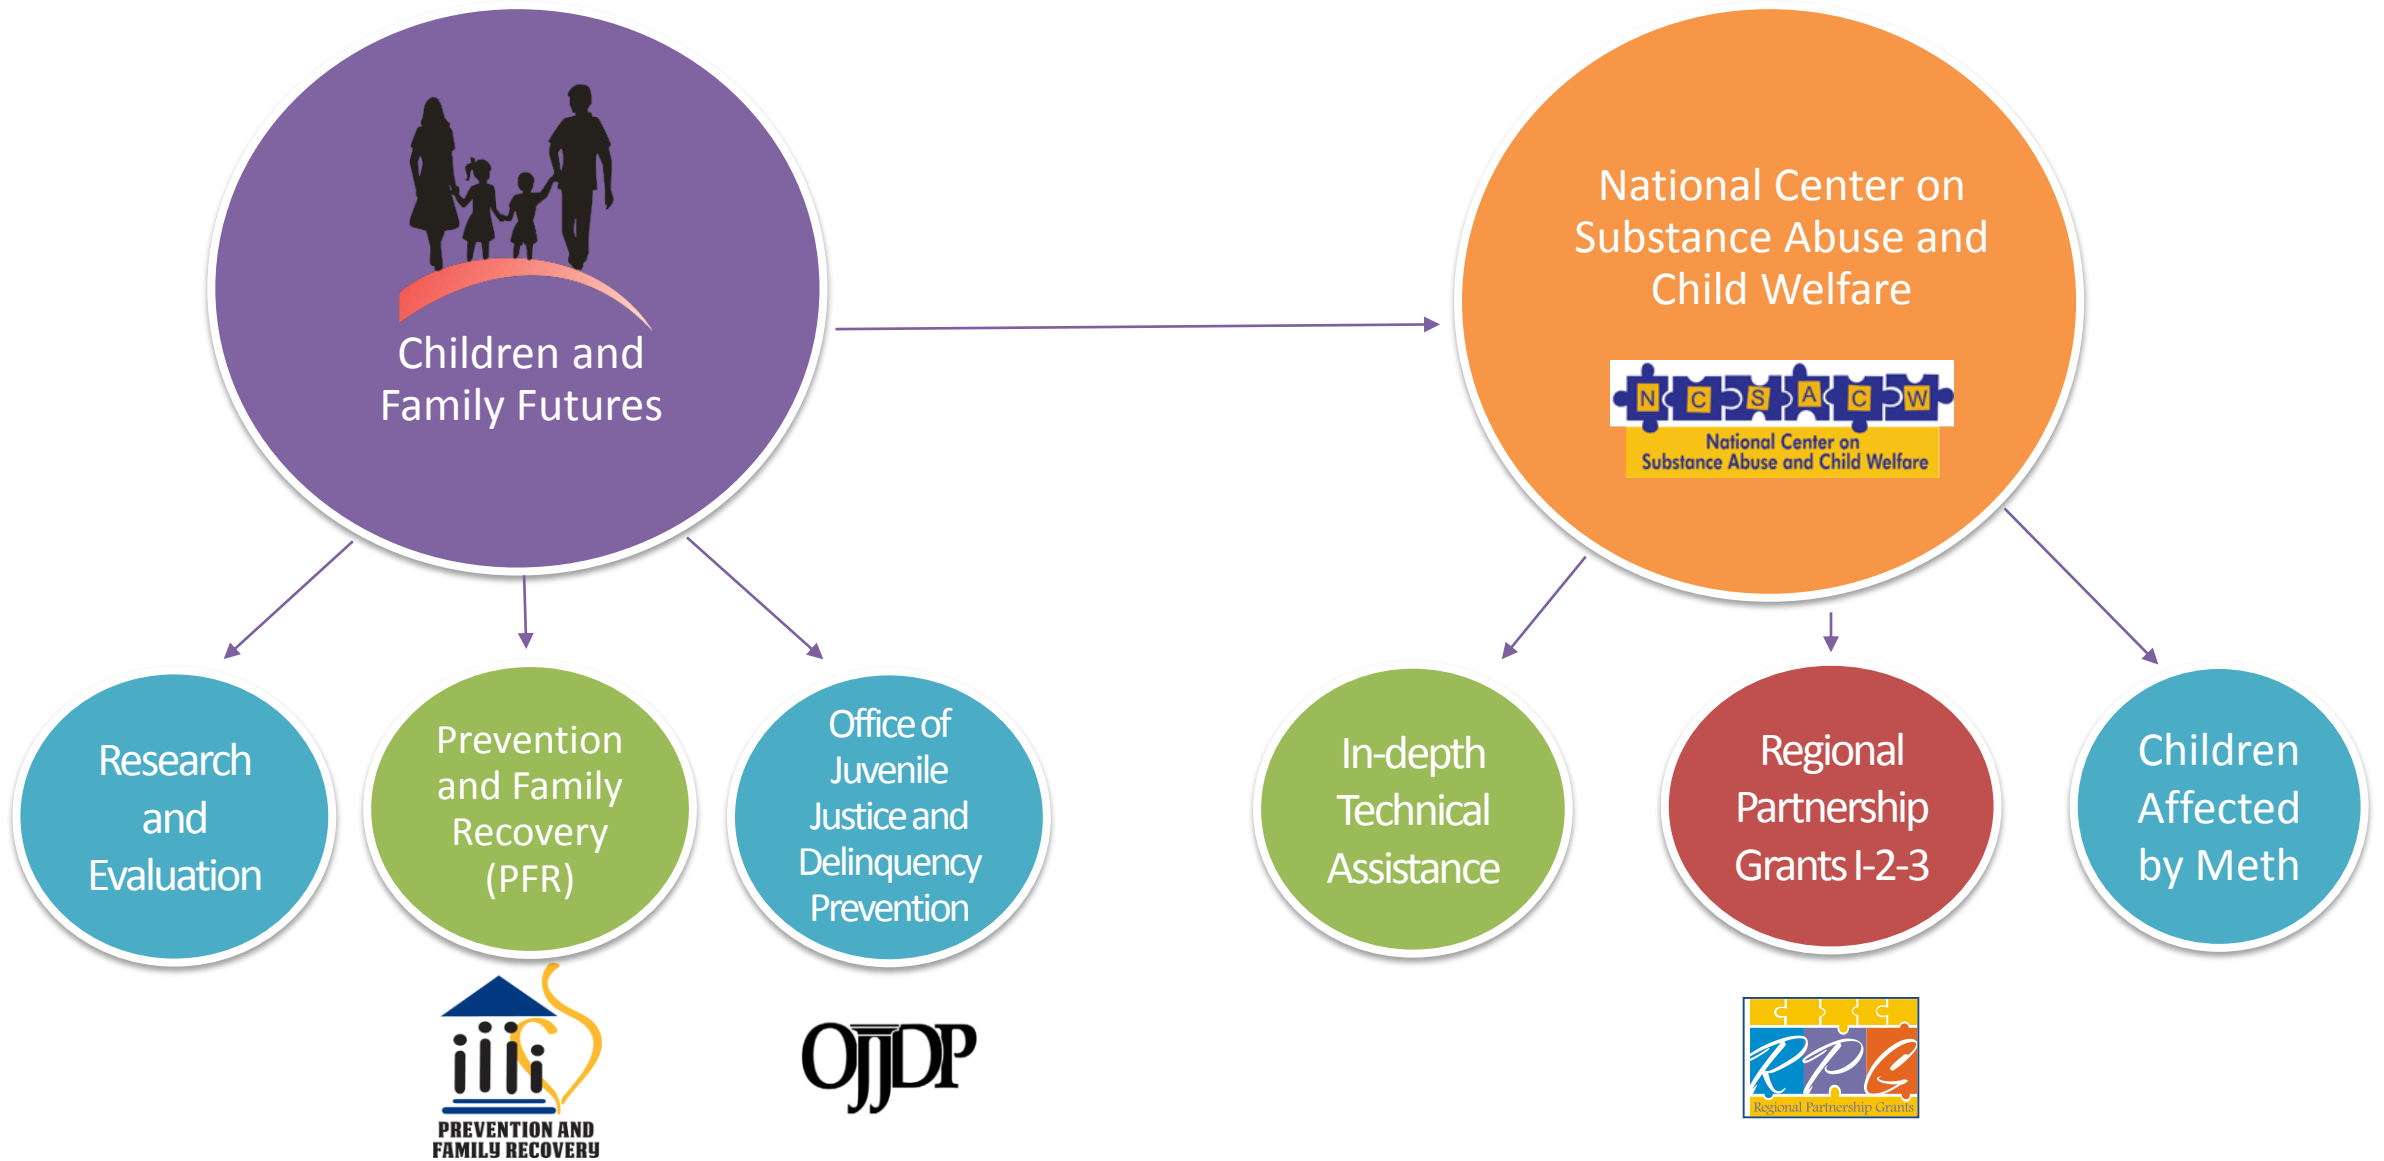 Children and
Family Futures
National Center on
Substance Abuse and
Child Welfare
N C S A C W
National Center on
Substance Abuse and Child Welfare
Research
and
Evaluation
Prevention
and Family
Recovery
(PFR)
Office of
Juvenile
Justice and
Delinquency
Prevention
In-depth
Technical
Assistance
Regional
Partnership
Grants I-2-3
Children
Affected
by Meth
PREVENTION AND
FAMILY RECOVERY
OJJDP
RPG
Regional Partnership Grants